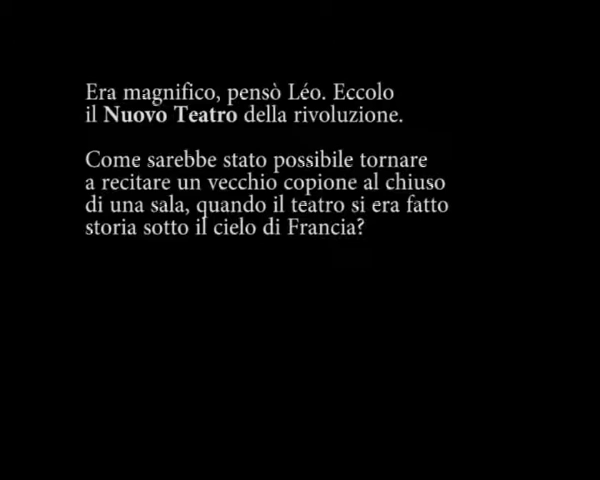 Era magnifico, pensò Léo. Eccolo
il Nuovo Teatro della rivoluzione.
Come sarebbe stato possibile tornare
a recitare un vecchio copione al chiuso
di una sala, quando il teatro si era fatto
storia sotto il cielo di Francia?